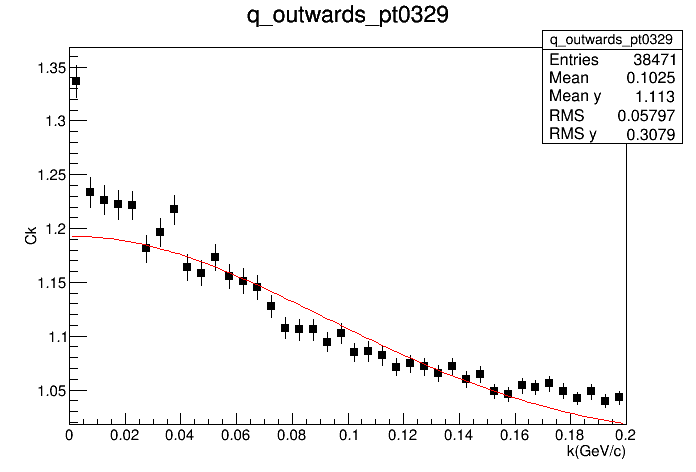 q_outwards_pt0329
q_outwards_pt0329
Entries 38471
Mean 0.1025
Mean y 1.113
RMS 0.05797
RMS y 0.3079
1.35
1.3
1.25
1.2
1.15
1.1
1.05
Ck
0 0.02 0.04 0.06 0.08 0.1 0.12 0.14 0.16 0.18 0.2
k(GeV/c)